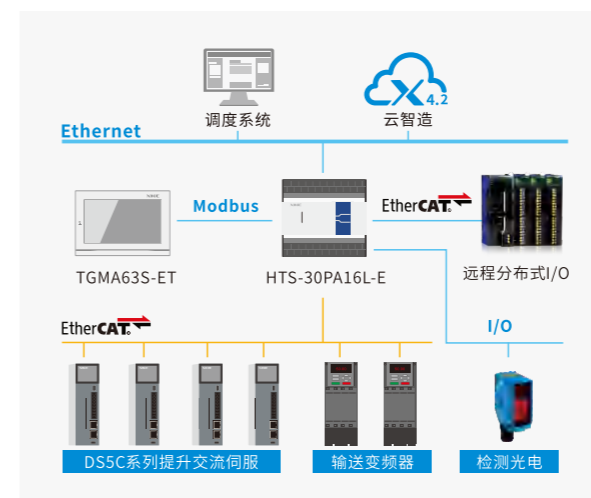 X 4.2
调度系统
云智造
Ethernet
Modbus
EtherCAT
TGMA63S-ET
HTS-30PA16L-E
远程分布式I/O
EtherCAT
I/O
DS5C系列提升交流伺服
输送变频器
检测光电